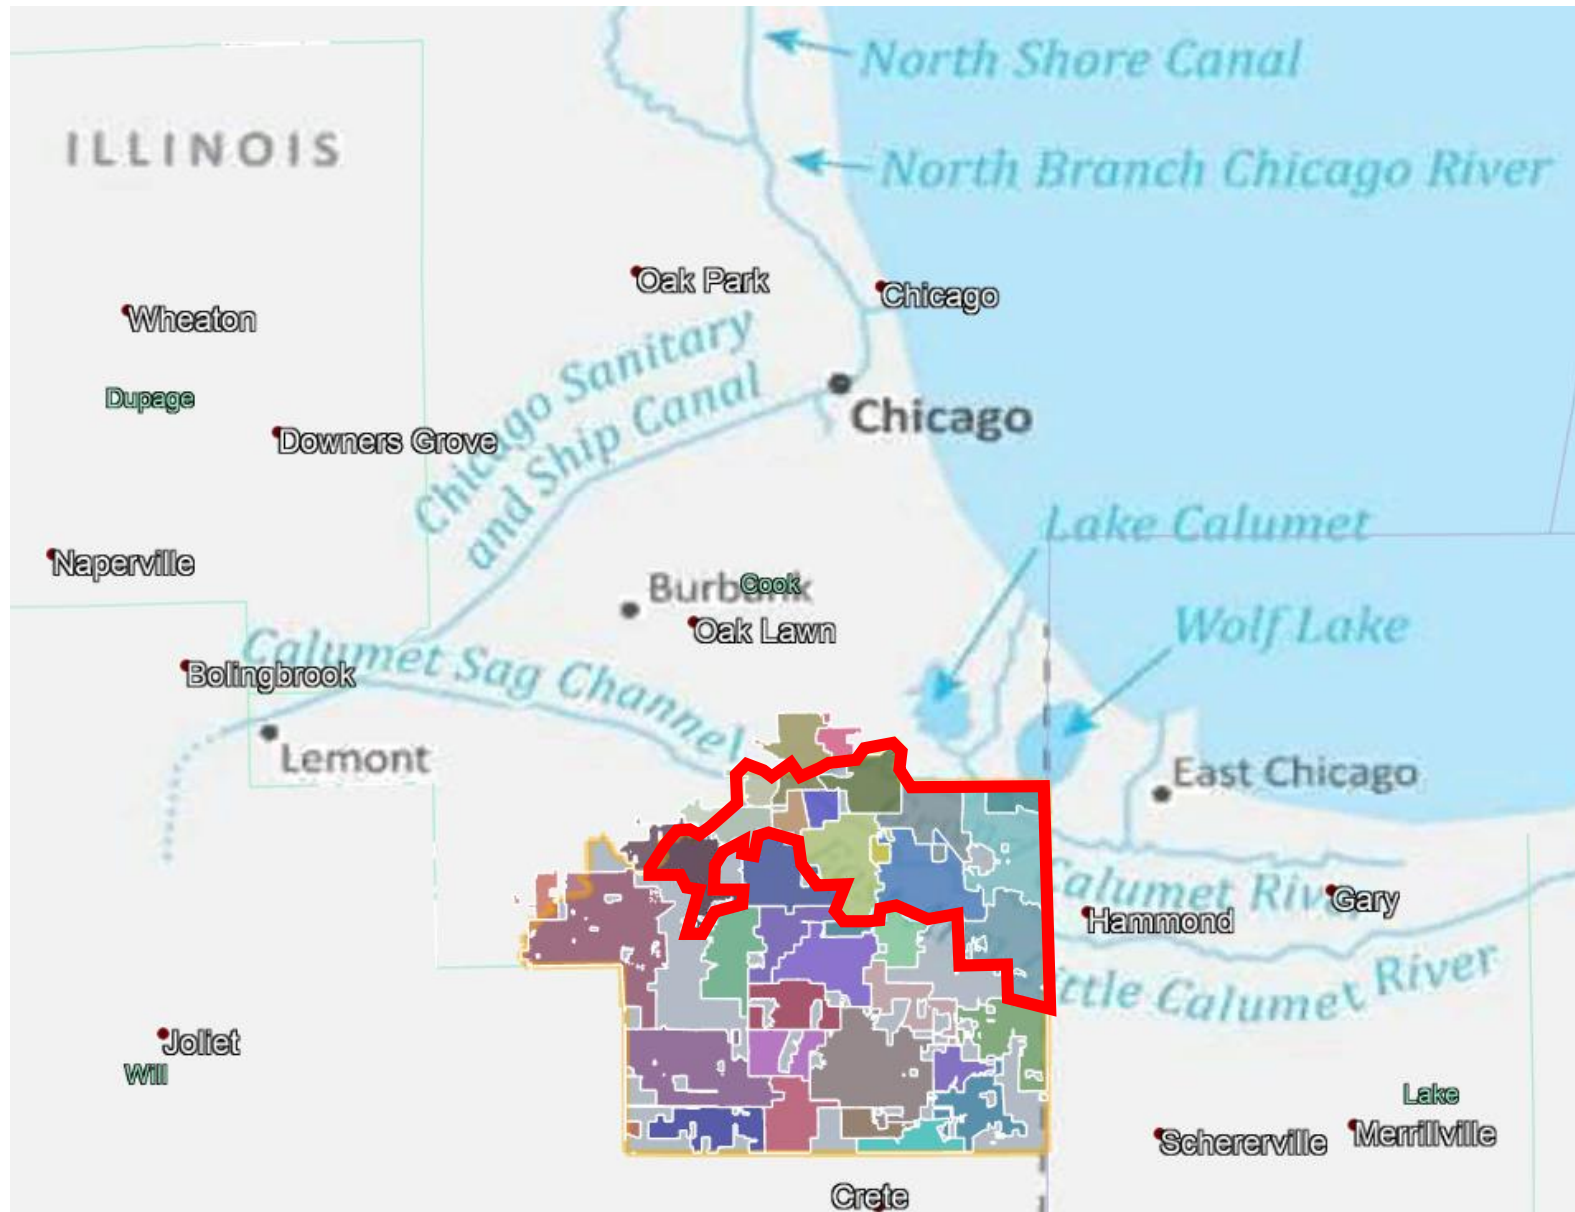 North Shore Canal
ILLINOIS
North Branch Chicago River
Oak Park
Chicago
Wheaton
Chicago Sanitary
and Ship Canal
Dupage
Chicago
Downers Grove
Lake Calumet
Naperville
Burbank
Cook
Wolf Lake
Oak Lawn
Calumet Sag Channel
Bolingbrook
Lemont
East Chicago
Calumet River
Gary
Hammond
Little Calumet River
Joliet
Will
Lake
Schererville
Merrillville
Crete